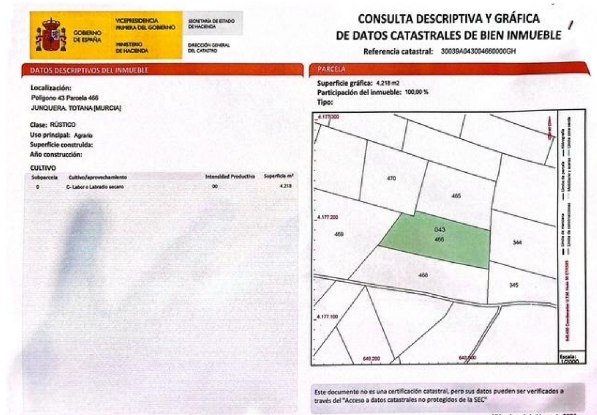 GOBIERNO
DE ESPAÑA
VICEPRESIDENCIA
PRIMERA DEL GOBIERNO
MINISTERIO
DE HACIENDA
SECRETARÍA DE ESTADO
DE HACIENDA
DIRECCIÓN GENERAL
DEL CATASTRO
CONSULTA DESCRIPTIVA Y GRÁFICA
DE DATOS CATASTRALES DE BIEN INMUEBLE
Referencia catastral: 30039A043004660000GH
DATOS DESCRIPTIVOS DEL INMUEBLE
Localización:
Polígono 43 Parcela 466
JUNQUERA. TOTANA [MURCIA]
Clase: RÚSTICO
Uso principal: Agrario
Superficie construida:
Año construcción:
CULTIVO
Subparcela Cultivo/aprovechamiento Intensidad Productiva Superficie m²
0 C- Labor o Labradío secano 00 4.218
PARCELA
Superficie gráfica: 4.218 m2
Participación del inmueble: 100,00 %
Tipo:
4.177.300
470
465
4.177.200
043
466
469
344
468
345
4.177.100
Escala:
Este documento no es una certificación catastral, pero sus datos pueden ser verificados a
través del "Acceso a datos catastrales no protegidos de la SEC"